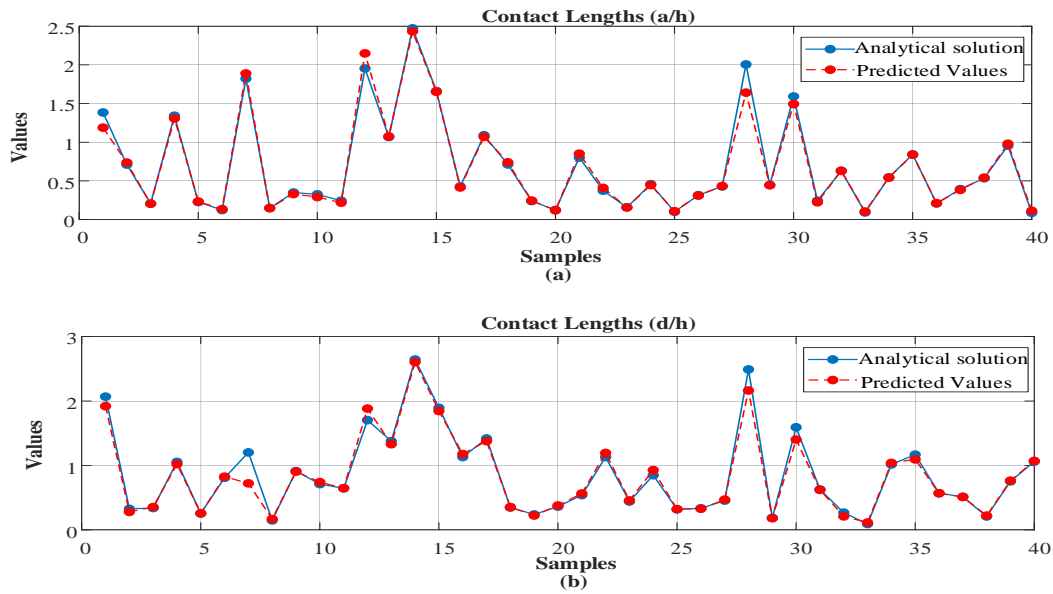 Contact Lengths (a/h)
2.5
2
1.5
1
0.5
0
Values
Analytical solution
Predicted Values
0 5 10 15 20 25 30 35 40
Samples
(a)
Contact Lengths (d/h)
3
2
1
0
Values
Analytical solution
Predicted Values
0 5 10 15 20 25 30 35 40
Samples
(b)